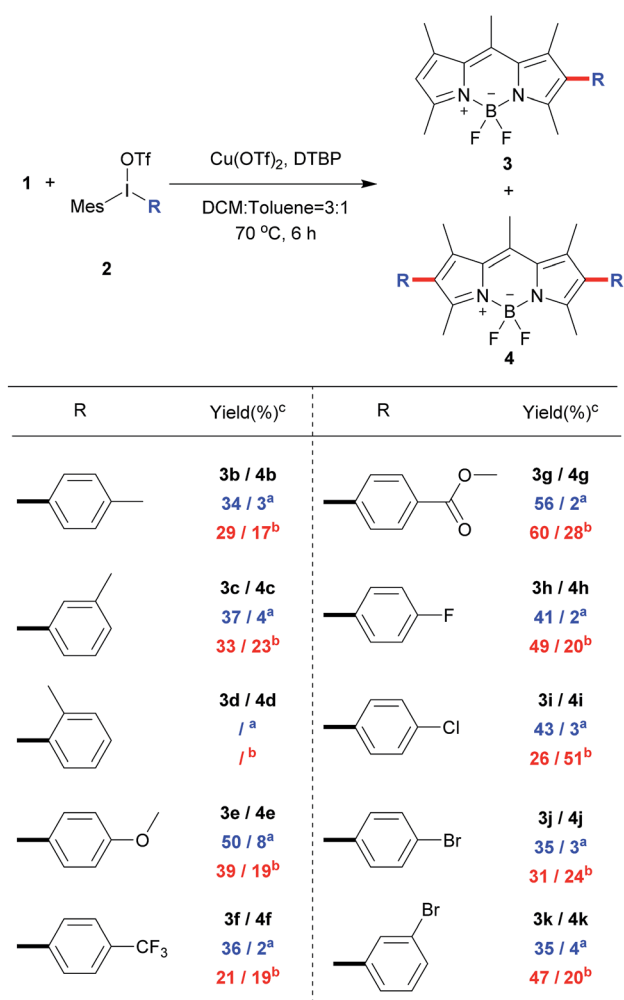 N
+
B
−
N
F F
R
3
+
1 +
OTf
I
Mes
R
2
Cu(OTf)₂, DTBP
DCM:Toluene=3:1
70 ºC, 6 h
R
N
+
B
−
N
F F
R
4
R Yield(%)ᶜ R Yield(%)ᶜ
3b / 4b
34 / 3ᵃ
29 / 17ᵇ
O
O
3g / 4g
56 / 2ᵃ
60 / 28ᵇ
3c / 4c
37 / 4ᵃ
33 / 23ᵇ
F
3h / 4h
41 / 2ᵃ
49 / 20ᵇ
3d / 4d
/ ᵃ
/ ᵇ
Cl
3i / 4i
43 / 3ᵃ
26 / 51ᵇ
O
3e / 4e
50 / 8ᵃ
39 / 19ᵇ
Br
3j / 4j
35 / 3ᵃ
31 / 24ᵇ
CF₃
3f / 4f
36 / 2ᵃ
21 / 19ᵇ
Br
3k / 4k
35 / 4ᵃ
47 / 20ᵇ